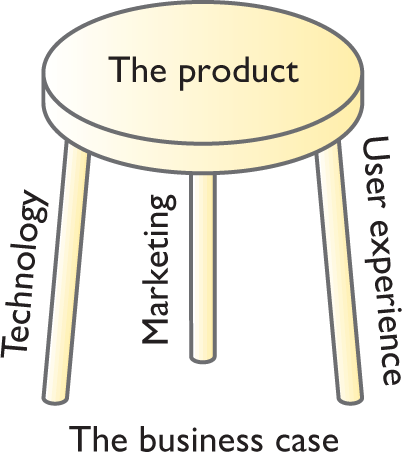 The product
Technology
Marketing
User experience
The business case